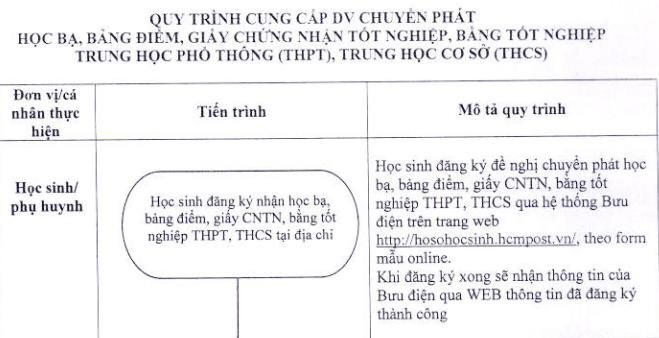 QUY TRÌNH CUNG CẤP DV CHUYỂN PHÁT
HỌC BẠ, BẢNG ĐIỂM, GIẤY CHỨNG NHẬN TỐT NGHIỆP, BẰNG TỐT NGHIỆP
TRUNG HỌC PHỔ THÔNG (THPT), TRUNG HỌC CƠ SỞ (THCS)
Đơn vị/cá
nhân thực
hiện
Tiến trình
Mô tả quy trình
Học sinh/
phụ huynh
Học sinh đăng ký nhận học bạ,
bảng điểm, giấy CNTN, bằng tốt
nghiệp THPT, THCS tại địa chỉ
Học sinh đăng ký đề nghị chuyển phát học
bạ, bảng điểm, giấy CNTN, bằng tốt
nghiệp THPT, THCS qua hệ thống Bưu
điện trên trang web
http://hosohocsinh.hcmpost.vn/, theo form
mẫu online.
Khi đăng ký xong sẽ nhận thông tin của
Bưu điện qua WEB thông tin đã đăng ký
thành công